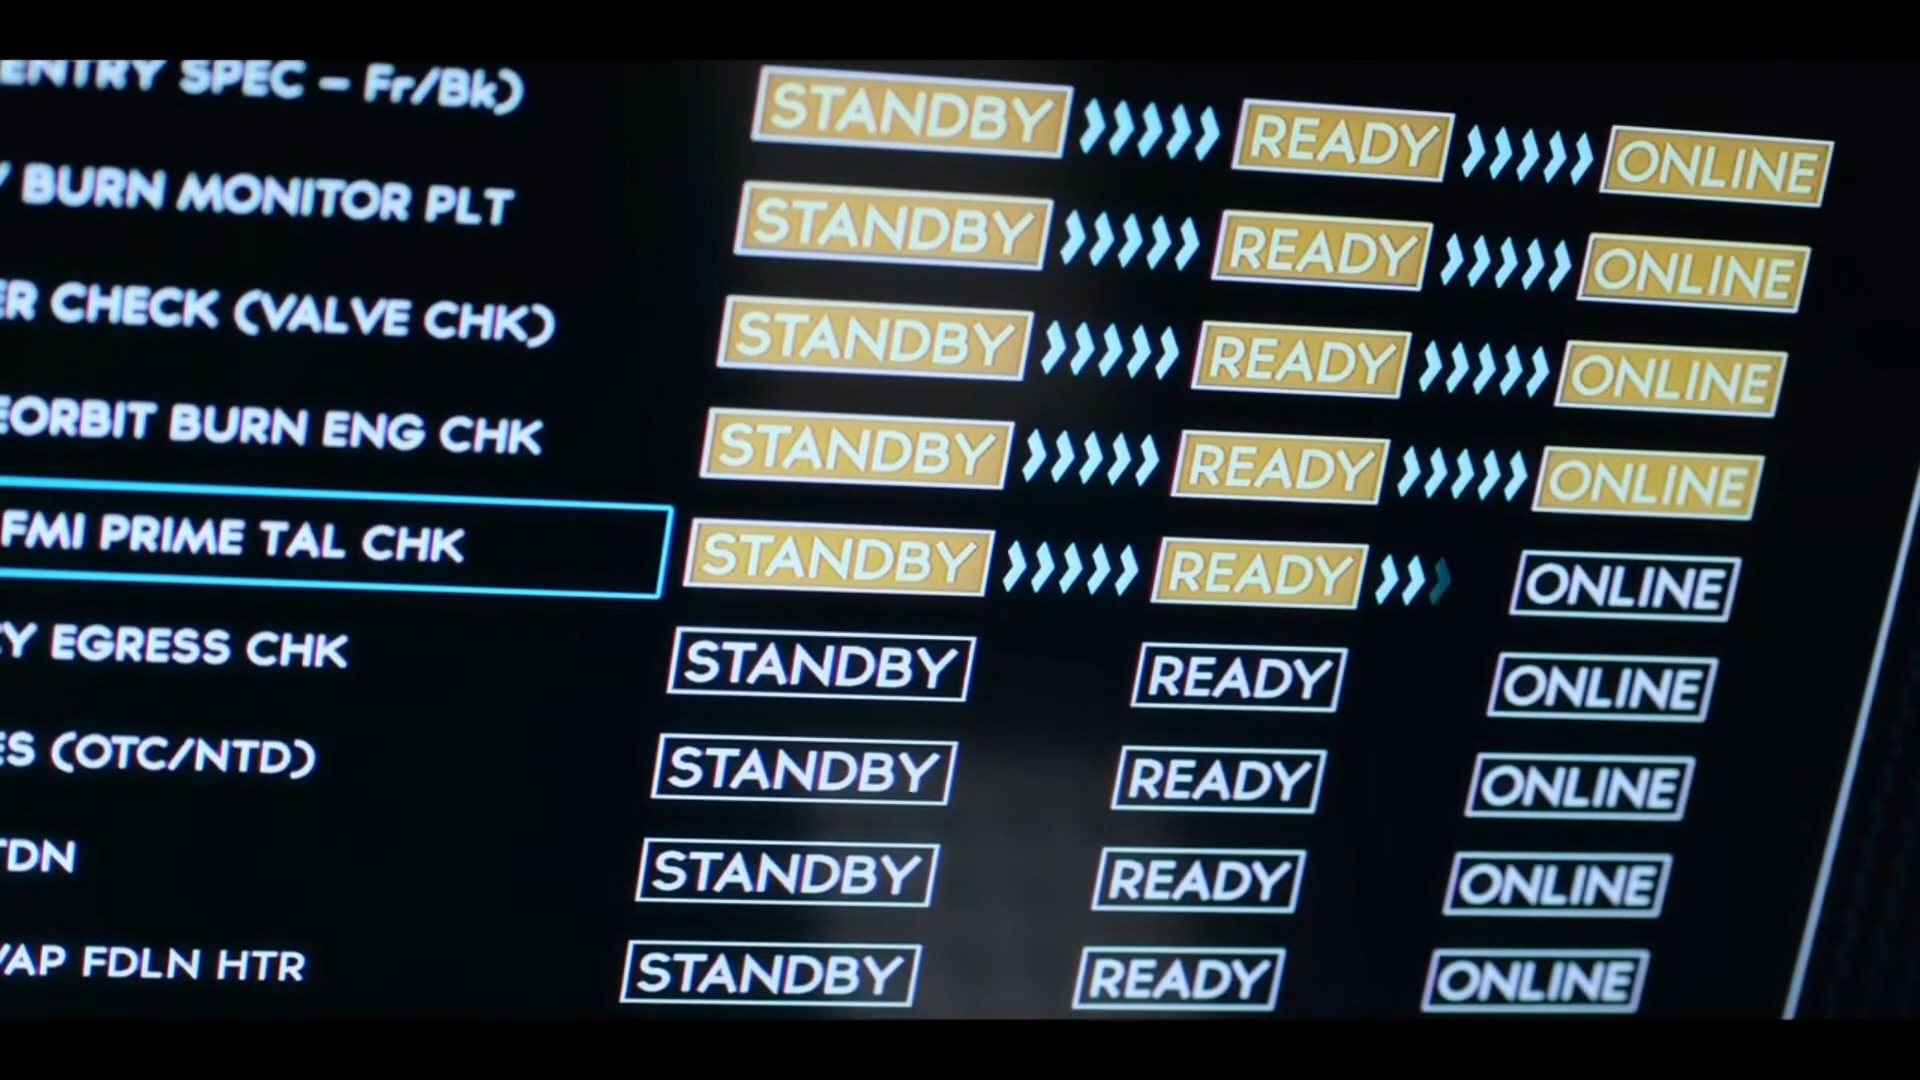 ENTRY SPEC – Fr/Bk) STANDBY READY ONLINE
BURN MONITOR PLT STANDBY READY ONLINE
ER CHECK (VALVE CHK) STANDBY READY ONLINE
EORBIT BURN ENG CHK STANDBY READY ONLINE
FMI PRIME TAL CHK STANDBY READY ONLINE
CY EGRESS CHK STANDBY READY ONLINE
ES (OTC/NTD) STANDBY READY ONLINE
TDN STANDBY READY ONLINE
/AP FDLN HTR STANDBY READY ONLINE